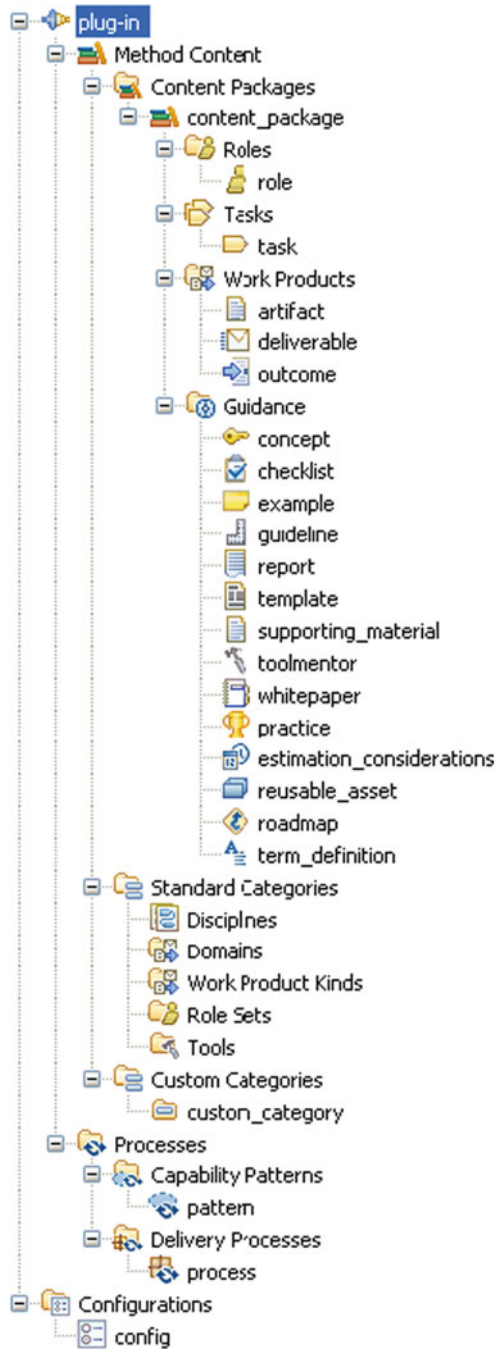 plug-in
Method Content
Content Packages
content_package
Roles
role
Tasks
task
Work Products
artifact
deliverable
outcome
Guidance
concept
checklist
example
guideline
report
template
supporting_material
toolmentor
whitepaper
practice
estimation_considerations
reusable_asset
roadmap
term_definition
Standard Categories
Disciplines
Domains
Work Product Kinds
Role Sets
Tools
Custom Categories
custom_category
Processes
Capability Patterns
pattern
Delivery Processes
process
Configurations
config